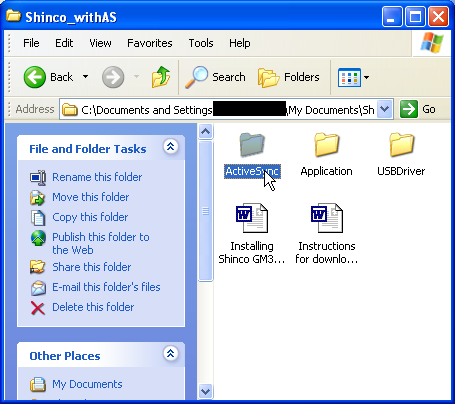 Shinco_withAS
File Edit View Favorites Tools Help
Back Search Folders
Address C:\Documents and Settings \My Documents\Sh Go
File and Folder Tasks
Rename this folder
Move this folder
Copy this folder
Publish this folder to
the Web
Share this folder
E-mail this folder's files
Delete this folder
Other Places
My Documents
ActiveSync Application USBDriver
Installing
Shinco GM3...
Instructions
for downlo...